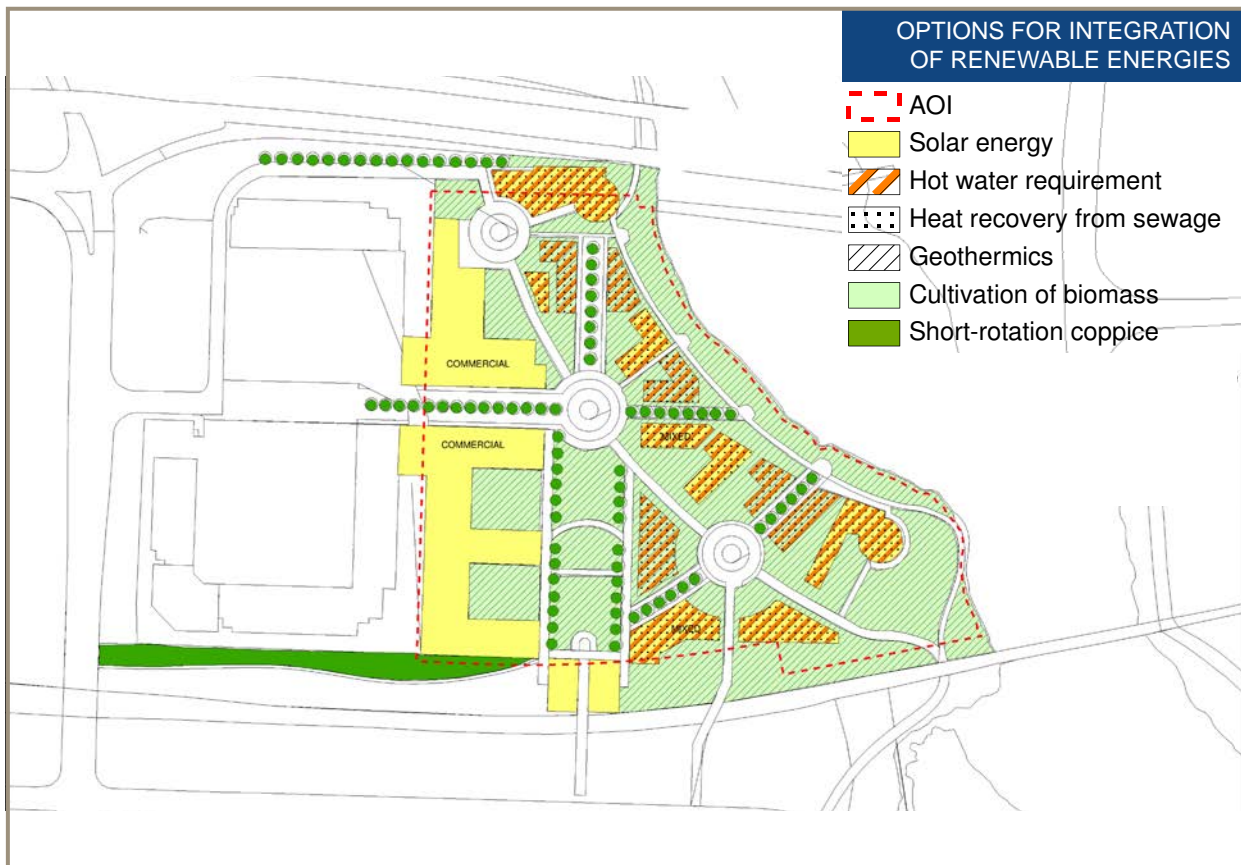 OPTIONS FOR INTEGRATION
OF RENEWABLE ENERGIES
AOI
Solar energy
Hot water requirement
Heat recovery from sewage
Geothermics
Cultivation of biomass
Short-rotation coppice
COMMERCIAL
COMMERCIAL
MIXED
MIXED